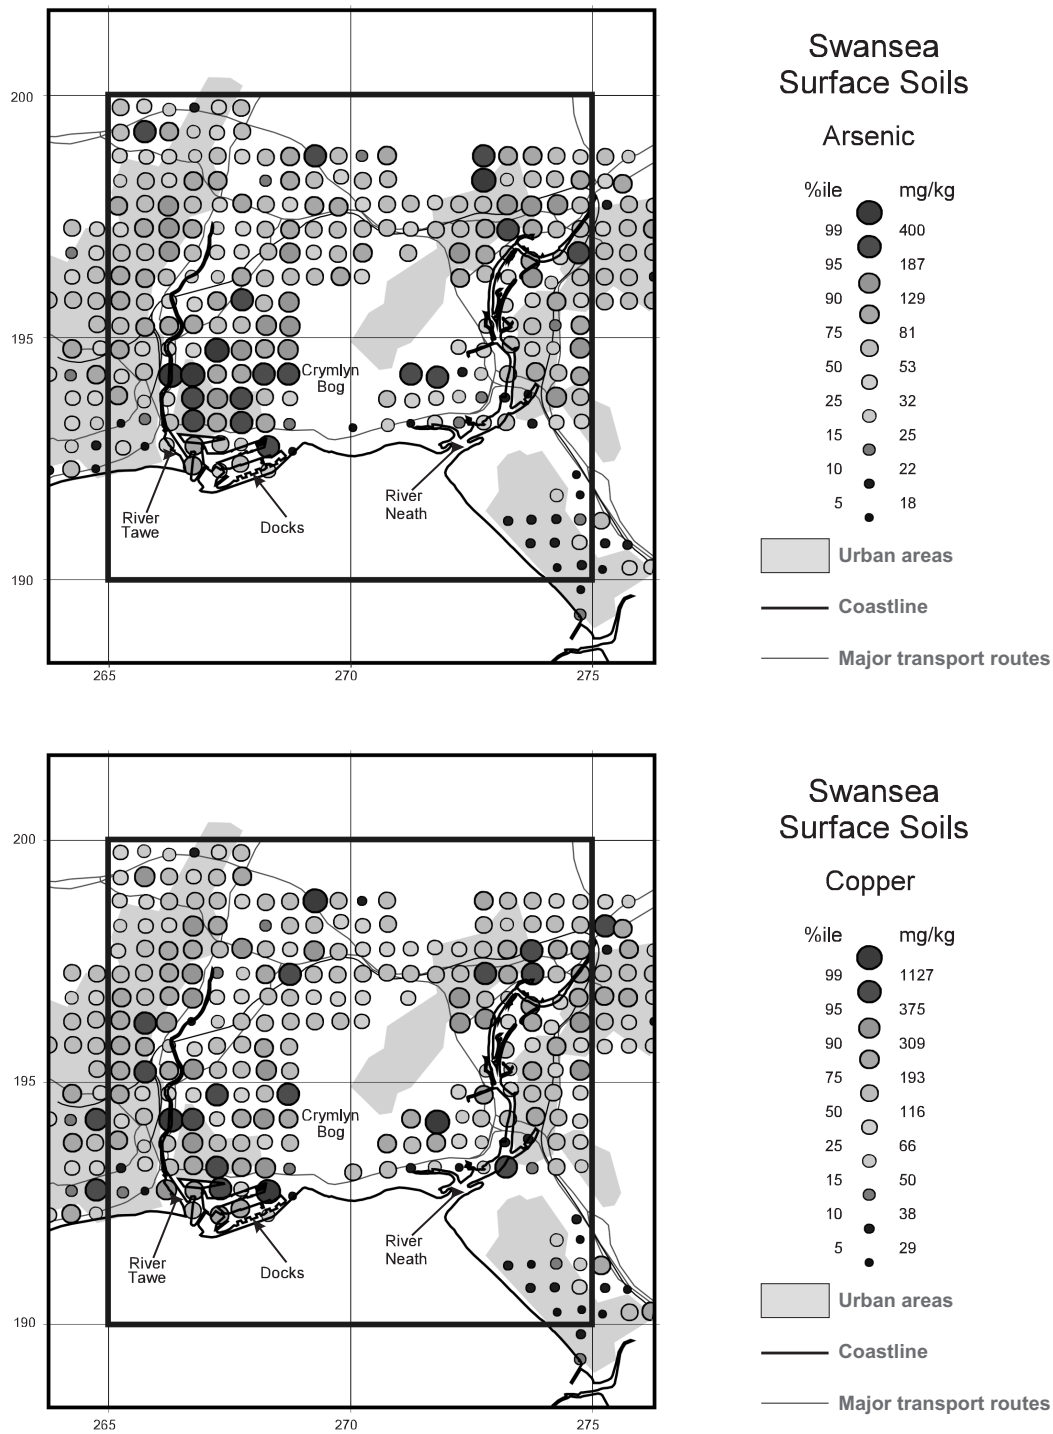 Swansea
Surface Soils
Arsenic
%ile mg/kg
99 400
95 187
90 129
75 81
50 53
25 32
15 25
10 22
5 18
Urban areas
Coastline
Major transport routes
200
195
190
265 270 275
Crymlyn
Bog
River
Tawe
Docks
River
Neath
Swansea
Surface Soils
Copper
%ile mg/kg
99 1127
95 375
90 309
75 193
50 116
25 66
15 50
10 38
5 29
Urban areas
Coastline
Major transport routes
200
195
190
265 270 275
Crymlyn
Bog
River
Tawe
Docks
River
Neath